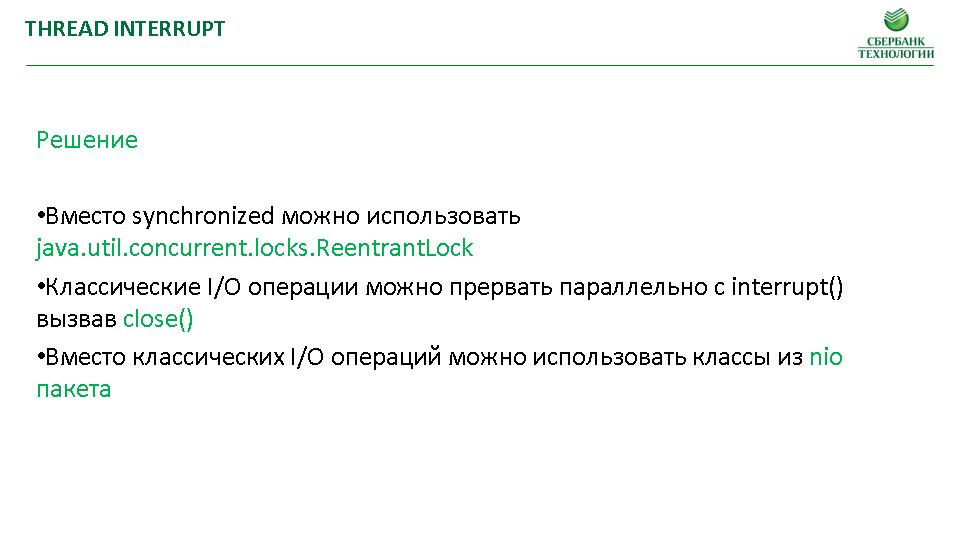 THREAD INTERRUPT
СБЕРБАНК
ТЕХНОЛОГИИ
Решение
•Вместо synchronized можно использовать
java.util.concurrent.locks.ReentrantLock
•Классические I/O операции можно прервать параллельно с interrupt()
вызвав close()
•Вместо классических I/O операций можно использовать классы из nio
пакета